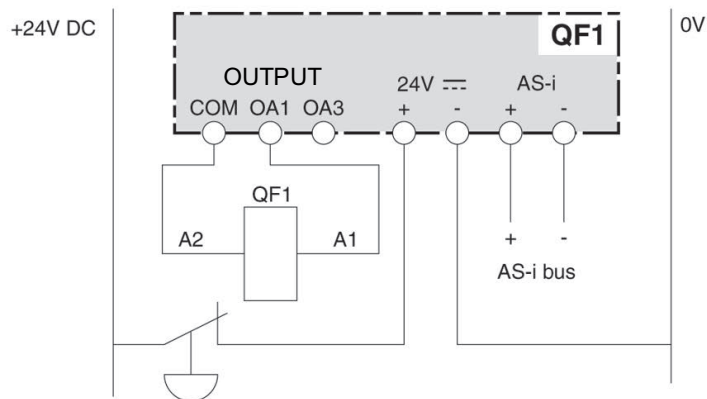 +24V DC
QF1
0V
OUTPUT
24V
AS-i
COM OA1 OA3 + - + -
QF1
A2
A1
+ -
AS-i bus